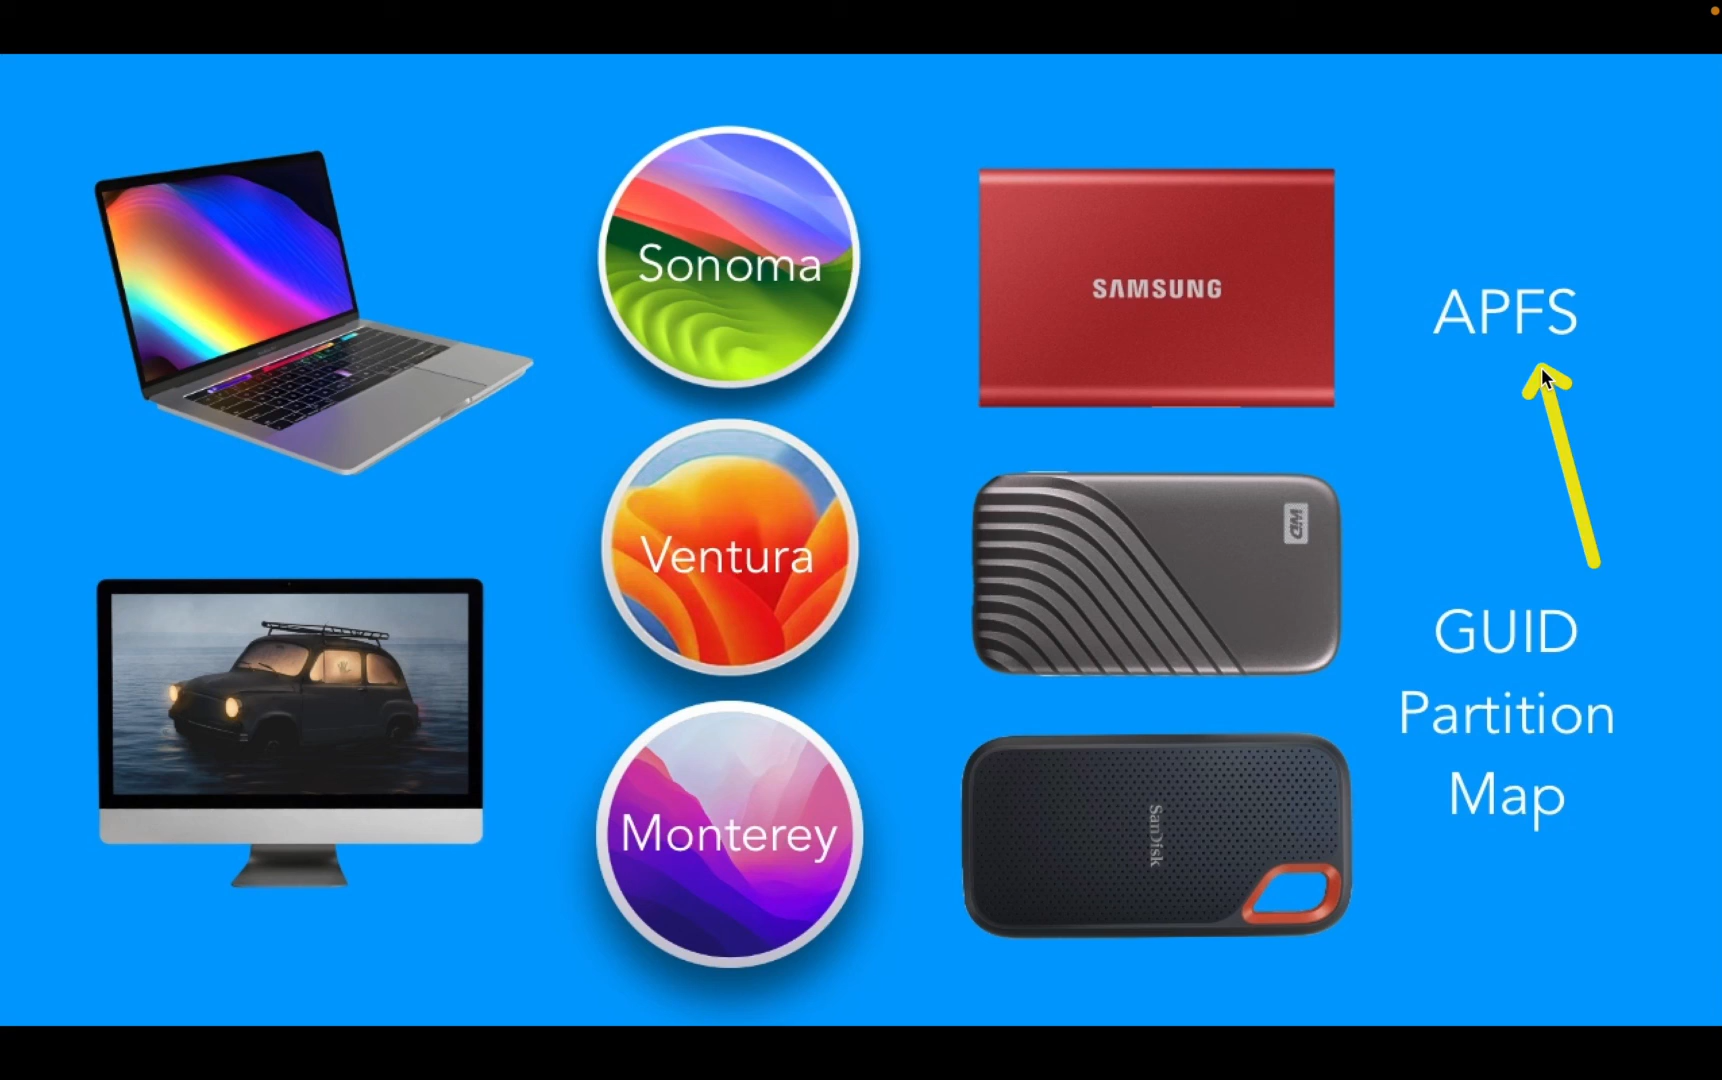 Sonoma
Ventura
Monterey
SAMSUNG
WD
SanDisk
APFS
GUID
Partition
Map